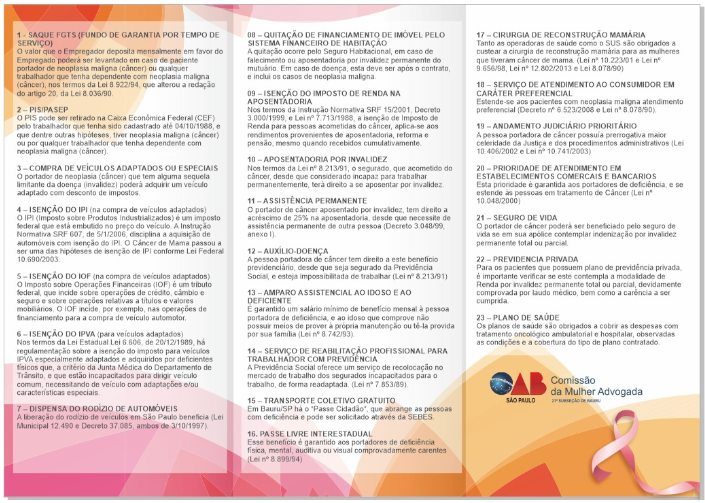 1 - SAQUE FGTS (FUNDO DE GARANTIA POR TEMPO DE
SERVIÇO)
O valor que o Empregador deposita mensalmente em favor do
Empregado poderá ser levantado em caso de paciente
portador de neoplasia maligna (câncer) ou qualquer
trabalhador que tenha dependente com neoplasia maligna
(câncer), nos termos da Lei 8.922/94, que alterou a redação
do artigo 20, da Lei 8.036/90.
2 – PIS/PASEP
O PIS pode ser retirado na Caixa Econômica Federal (CEF)
pelo trabalhador que tenha sido cadastrado até 04/10/1988, e
que dentre outras hipóteses, tiver neoplasia maligna (câncer)
ou por qualquer trabalhador que tenha dependente com
neoplasia maligna (câncer).
3 – COMPRA DE VEÍCULOS ADAPTADOS OU ESPECIAIS
O portador de neoplasia (câncer) que tem alguma sequela
limitante da doença (invalidez) poderá adquirir um veículo
adaptado com desconto de impostos.
4 – ISENÇÃO DO IPI (na compra de veículos adaptados)
O IPI (Imposto sobre Produtos Industrializados) é um imposto
federal que está embutido no preço do veículo. A Instrução
Normativa SRF 607, de 5/1/2006, disciplina a aquisição de
automóveis com isenção do IPI. O Câncer de Mama passou a
ser uma das hipóteses de isenção de IPI conforme Lei Federal
10.690/2003.
5 – ISENÇÃO DO IOF (na compra de veículos adaptados)
O Imposto sobre Operações Financeiras (IOF) é um tributo
federal, que incide sobre operações de crédito, câmbio e
seguro e sobre operações relativas a títulos e valores
mobiliários. O IOF incide, por exemplo, nas operações de
financiamento para a compra de veículo automotor.
6 – ISENÇÃO DO IPVA (para veículos adaptados)
Nos termos da Lei Estadual Lei 6.606, de 20/12/1989, há
regulamentação sobre a isenção do imposto para veículos
IPVA especialmente adaptados e adquiridos por deficientes
físicos que, a critério da Junta Médica do Departamento de
Trânsito, e que estão incapacitados para dirigir veículo
comum, necessitando de veículo com adaptações e/ou
características especiais.
7 – DISPENSA DO RODÍZIO DE AUTOMÓVEIS
A liberação do rodízio de veículos em São Paulo beneficia (Lei
Municipal 12.490 e Decreto 37.085, ambos de 3/10/1997).
08 – QUITAÇÃO DE FINANCIAMENTO DE IMÓVEL PELO
SISTEMA FINANCEIRO DE HABITAÇÃO
A quitação ocorre pelo Seguro Habitacional, em caso de
falecimento ou aposentadoria por invalidez permanente do
mutuário. Em caso de doença, esta deve ser após o contrato,
e inclui os casos de neoplasia maligna.
09 – ISENÇÃO DO IMPOSTO DE RENDA NA
APOSENTADORIA
Nos termos da Instrução Normativa SRF 15/2001, Decreto
3.000/1999, e Lei nº 7.713/1988, a isenção de Imposto de
Renda para pessoas acometidas do câncer, aplica-se aos
rendimentos provenientes de aposentadoria, reforma e
pensão, mesmo quando recebidos cumulativamente.
10 – APOSENTADORIA POR INVALIDEZ
Nos termos da Lei nº 8.213/91, o segurado, que acometido do
câncer, desde que considerado incapaz para trabalhar
permanentemente, terá direito a se aposentar por invalidez.
11 – ASSISTÊNCIA PERMANENTE
O portador de câncer aposentado por invalidez, tem direito a
acréscimo de 25% na aposentadoria, desde que necessite de
assistência permanente de outra pessoa (Decreto 3.048/99,
anexo I).
12 – AUXÍLIO-DOENÇA
A pessoa portadora de câncer tem direito a este benefício
previdenciário, desde que seja segurado da Previdência
Social, e esteja impossibilitada de trabalhar (Lei nº 8.213/91)
13 – AMPARO ASSISTENCIAL AO IDOSO E AO
DEFICIENTE
É garantido um salário mínimo de benefício mensal à pessoa
portadora de deficiência, e ao idoso que comprove não
possuir meios de prover à própria manutenção ou tê-la provida
por sua família (Lei nº 8.742/93).
14 – SERVIÇO DE REABILITAÇÃO PROFISSIONAL PARA
TRABALHADOR COM PREVIDÊNCIA
A Previdência Social oferece um serviço de recolocação no
mercado de trabalho dos segurados incapacitados para o
trabalho, de forma readaptada. (Lei nº 7.853/89).
15 – TRANSPORTE COLETIVO GRATUITO
Em Bauru/SP há o "Passe Cidadão", que abrange as pessoas
com deficiência e pode ser solicitado através da SEBES.
16. PASSE LIVRE INTERESTADUAL
Esse benefício é garantido aos portadores de deficiência
física, mental, auditiva ou visual comprovadamente carentes
(Lei nº 8.899/94)
17 – CIRURGIA DE RECONSTRUÇÃO MAMÁRIA
Tanto as operadoras de saúde como o SUS são obrigados a
custear a cirurgia de reconstrução mamária para as mulheres
que tiveram câncer de mama. (Lei nº 10.223/01 e Lei nº
9.656/98, Lei nº 12.802/2013 e Lei 8.078/90)
18 – SERVIÇO DE ATENDIMENTO AO CONSUMIDOR EM
CARÁTER PREFERENCIAL
Estende-se aos pacientes com neoplasia maligna atendimento
preferencial (Decreto nº 6.523/2008 e Lei nº 8.078/90).
19 – ANDAMENTO JUDICIÁRIO PRIORITÁRIO
A pessoa portadora de câncer possuía prerrogativa maior
celeridade da Justiça e dos procedimentos administrativos (Lei
10.406/2002 e Lei nº 10.741/2003)
20 – PRIORIDADE DE ATENDIMENTO EM
ESTABELECIMENTOS COMERCIAIS E BANCARIOS
Esta prioridade é garantida aos portadores de deficiência, e se
estende às pessoas em tratamento de Câncer (Lei nº
10.048/2000)
21 – SEGURO DE VIDA
O portador de câncer poderá ser beneficiado pelo seguro de
vida se em sua apólice contemplar indenização por invalidez
permanente total ou parcial.
22 – PREVIDENCIA PRIVADA
Para os pacientes que possuem plano de previdência privada,
é importante verificar se este contempla a modalidade de
Renda por invalidez permanente total ou parcial, devidamente
comprovada por laudo médico, bem como a carência a ser
cumprida.
23 – PLANO DE SAÚDE
Os planos de saúde são obrigados a cobrir as despesas com
tratamento oncológico ambulatorial e hospitalar, observadas
as condições e a cobertura do tipo de plano contratado.
OAB
SÃO PAULO
Comissão
da Mulher Advogada
21ª SUBSEÇÃO DE BAURU